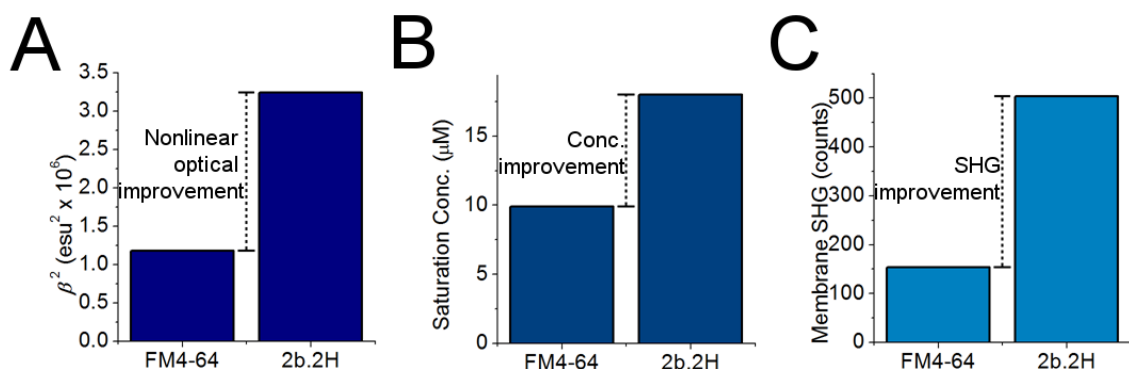 A
β² (esu² x 10⁶)
3.5
3.0
2.5
2.0
1.5
1.0
0.5
0.0
Nonlinear
optical
improvement
FM4-64
2b.2H
B
Saturation Conc. (μM)
15
10
5
0
Conc.
improvement
FM4-64
2b.2H
C
Membrane SHG (counts)
500
400
300
200
100
0
SHG
improvement
FM4-64
2b.2H